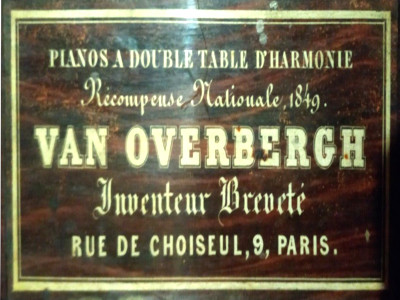 PIANOS A DOUBLE TABLE D'HARMONIE
Récompense Nationale, 1849.
VAN OVERBERGH
Inventeur Breveté
RUE DE CHOISEUL, 9, PARIS.